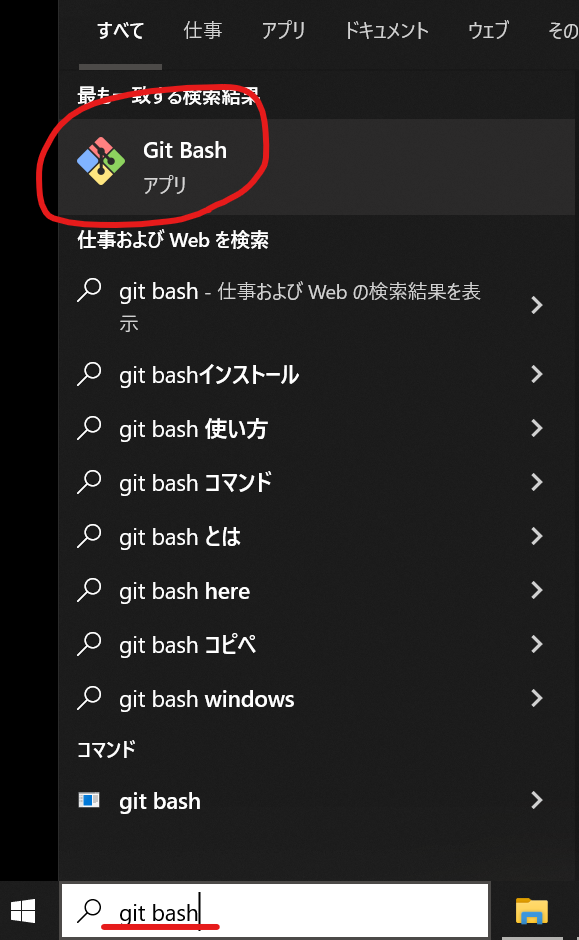 すべて 仕事 アプリ ドキュメント ウェブ その
最も一致する検索結果
Git Bash
アプリ
仕事および Web を検索
git bash - 仕事および Web の検索結果を表
示
git bashインストール
git bash 使い方
git bash コマンド
git bash とは
git bash here
git bash コピペ
git bash windows
コマンド
git bash
git bash